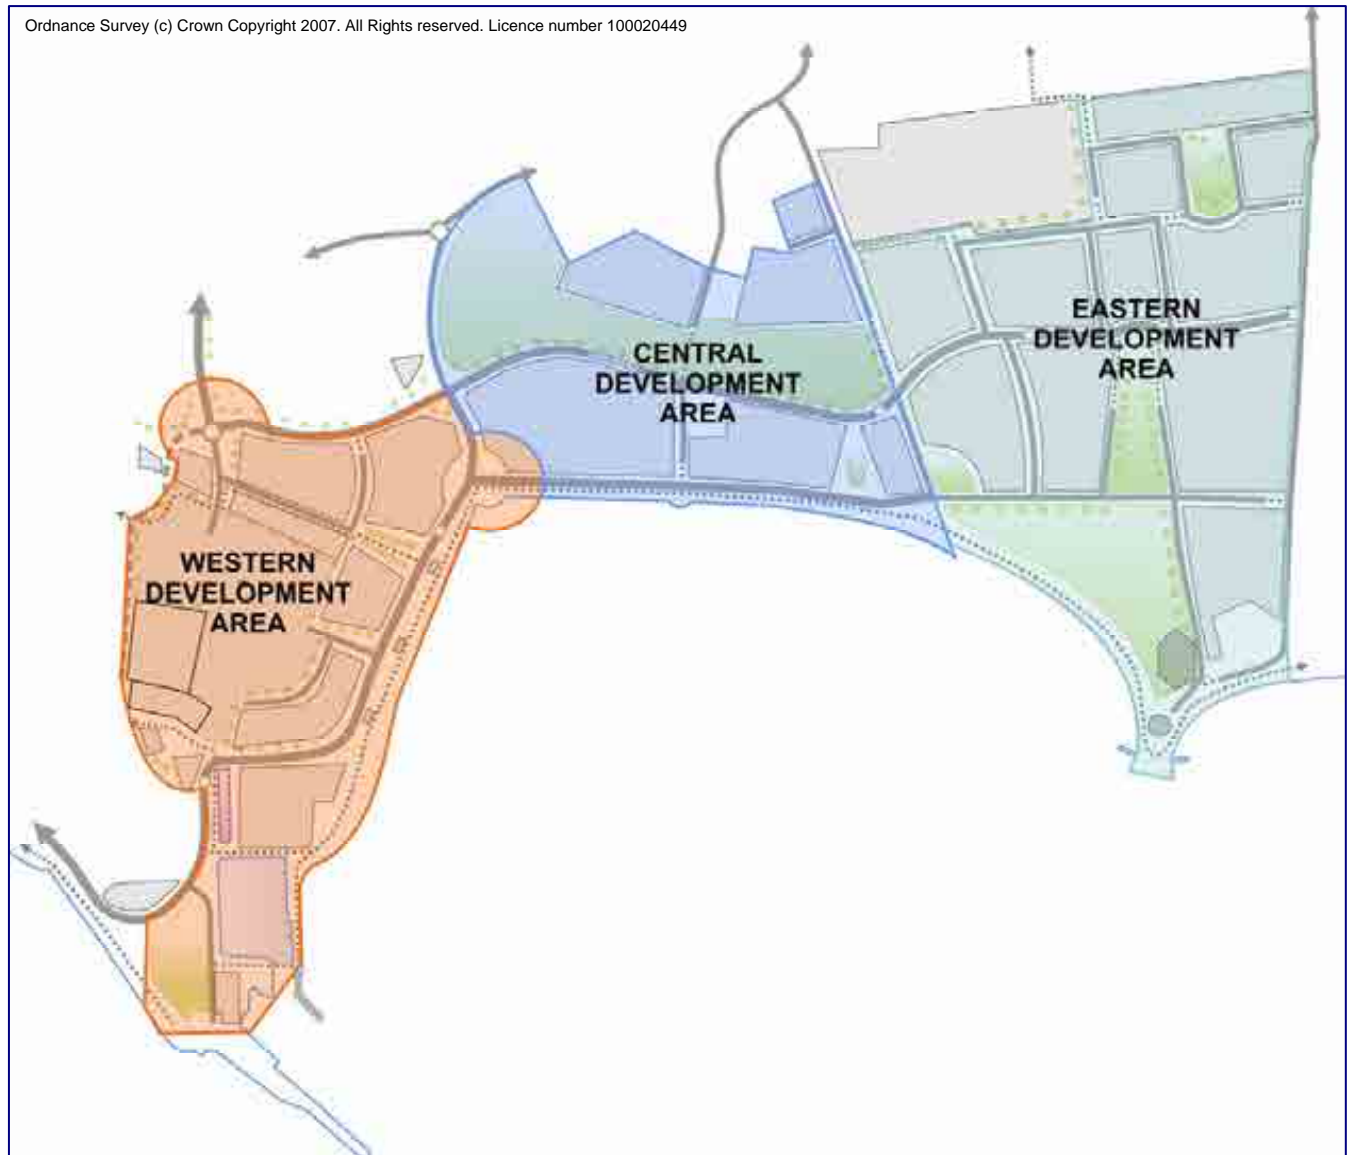 Ordnance Survey (c) Crown Copyright 2007. All Rights reserved. Licence number 100020449
EASTERN
DEVELOPMENT
AREA
CENTRAL
DEVELOPMENT
AREA
WESTERN
DEVELOPMENT
AREA